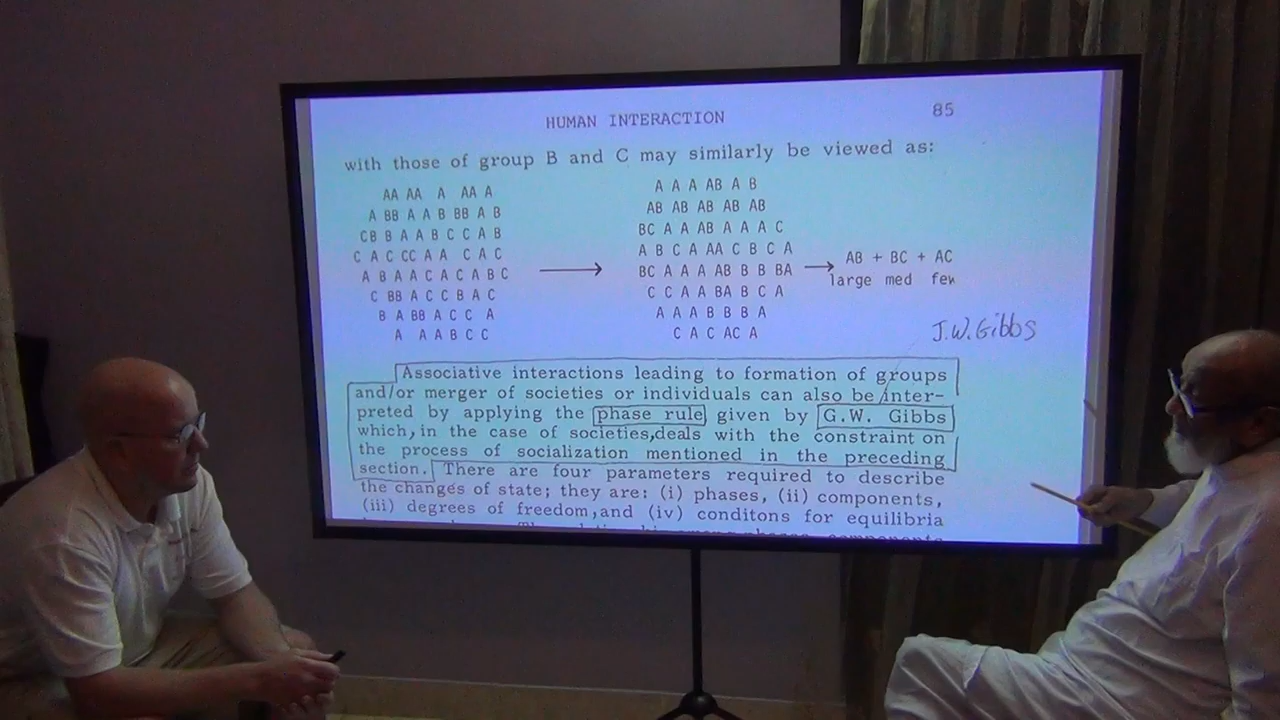 HUMAN INTERACTION 85
with those of group B and C may similarly be viewed as:
AA AA A AA A
A BB A A B BB A B
CB B A A B C C A B
C A C CC A A C A C
A B A A C A C A B C
C BB A C C B A C
B A BB A C C A
A A A B C C
A A A AB A B
AB AB AB AB AB
BC A A AB A A A C
A B C A AA C B C A
BC A A A AB B B BA
C C A A BA B C A
A A A B B B A
C A C AC A
AB + BC + AC
large med few
J.W. Gibbs
Associative interactions leading to formation of groups
and/or merger of societies or individuals can also be inter-
preted by applying the phase rule given by G.W. Gibbs
which, in the case of societies,deals with the constraint on
the process of socialization mentioned in the preceding
section. There are four parameters required to describe
the changes of state; they are: (i) phases, (ii) components,
(iii) degrees of freedom,and (iv) conditons for equilibria